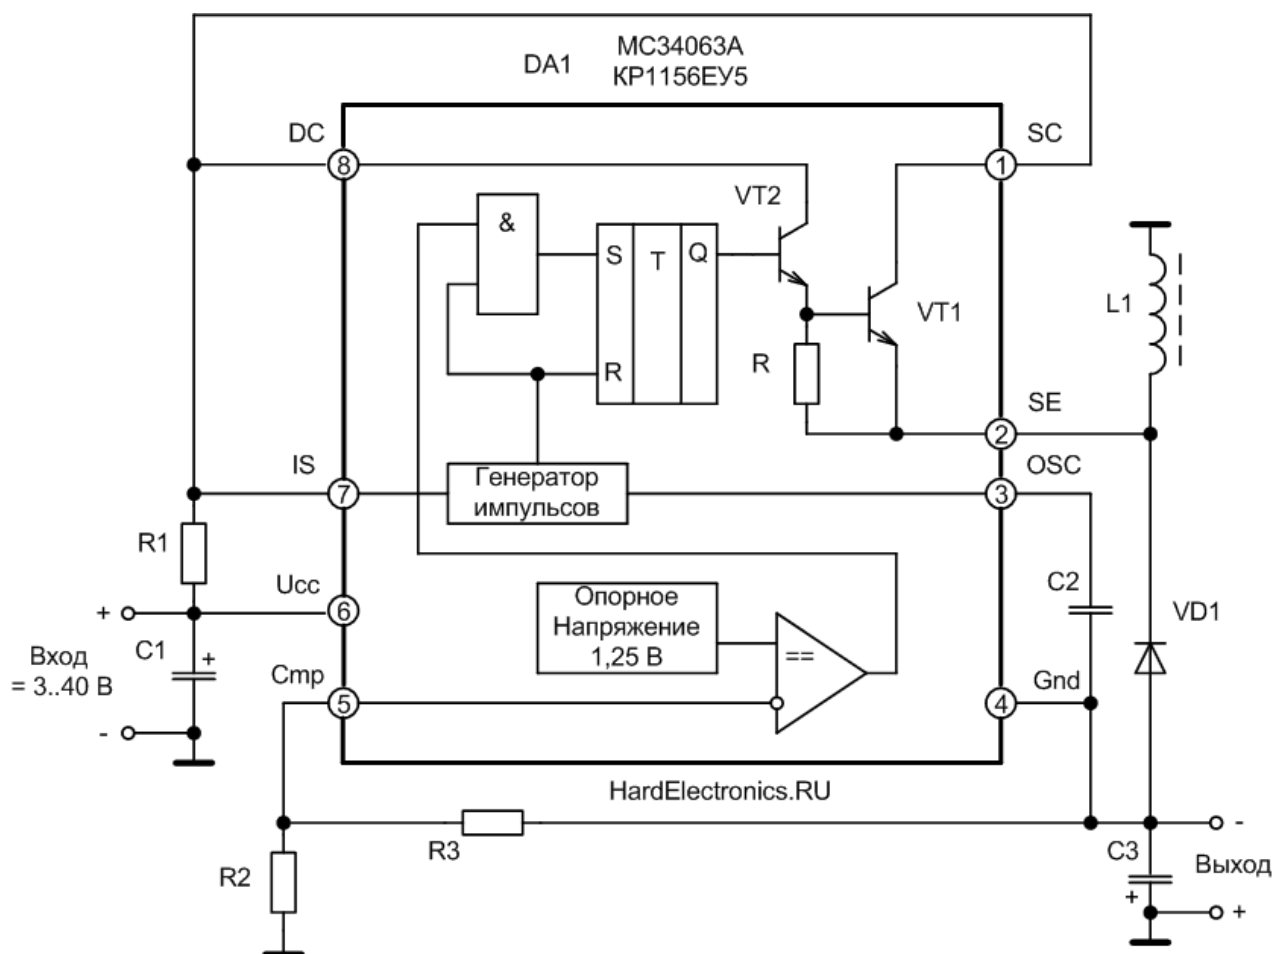 DA1
MC34063A
КР1156ЕУ5
DC
8
SC
1
VT2
&
S
T
Q
R
R
VT1
L1
SE
2
IS
7
OSC
3
Генератор
импульсов
R1
Ucc
6
+
C1
+
Вход
= 3..40 В
-
Cmp
5
Опорное
Напряжение
1,25 В
==
C2
VD1
Gnd
4
HardElectronics.RU
R3
R2
C3
+
-
Выход
+